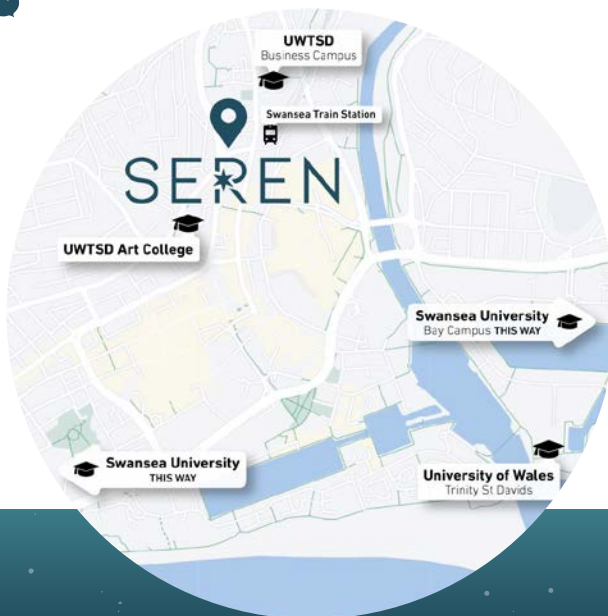 UWTSD
Business Campus
Swansea Train Station
SEREN
UWTSD Art College
Swansea University
Bay Campus THIS WAY
Swansea University
THIS WAY
University of Wales
Trinity St Davids